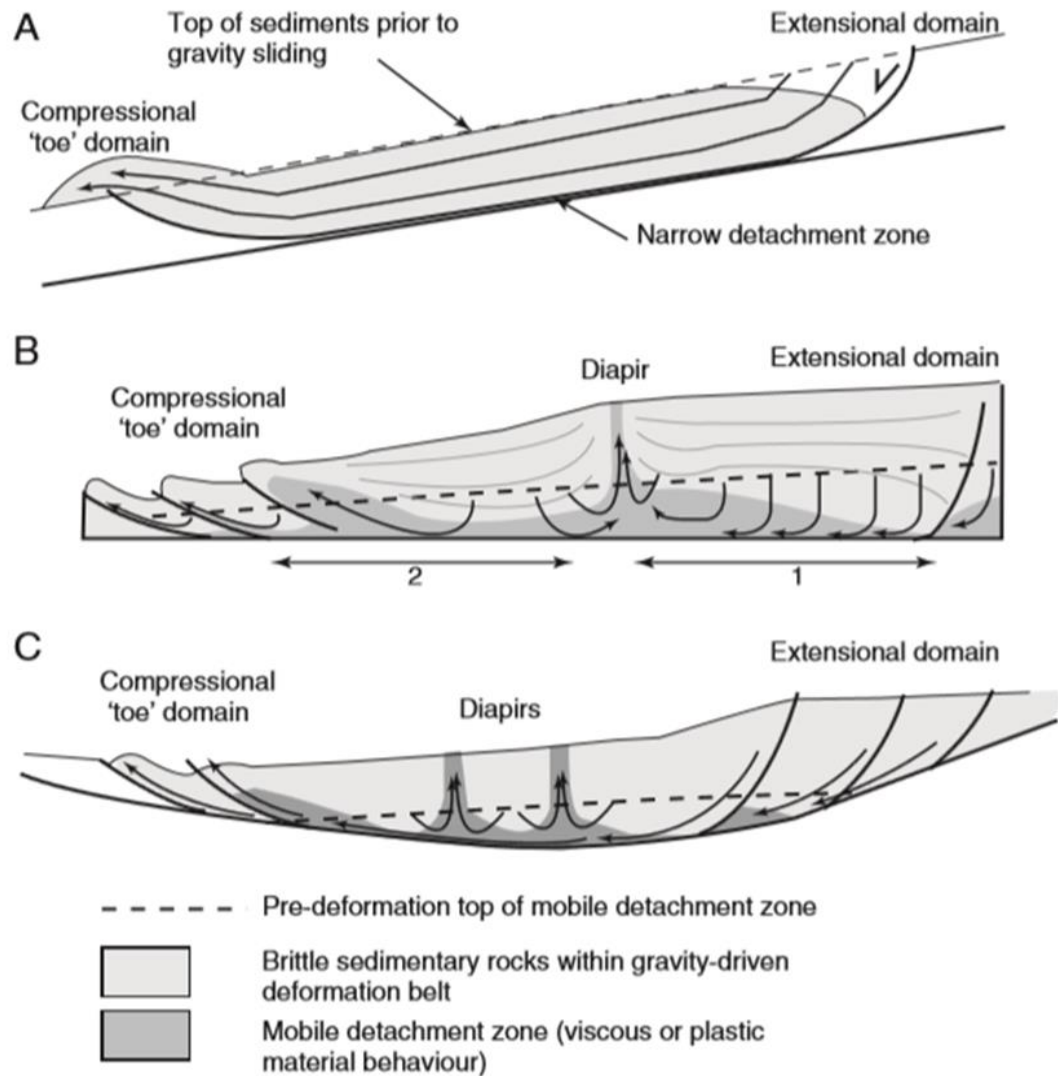 A
Top of sediments prior to
gravity sliding
Extensional domain
Compressional
'toe' domain
Narrow detachment zone
B
Diapir
Extensional domain
Compressional
'toe' domain
2
1
C
Extensional domain
Compressional
'toe' domain
Diapirs
Pre-deformation top of mobile detachment zone
Brittle sedimentary rocks within gravity-driven
deformation belt
Mobile detachment zone (viscous or plastic
material behaviour)